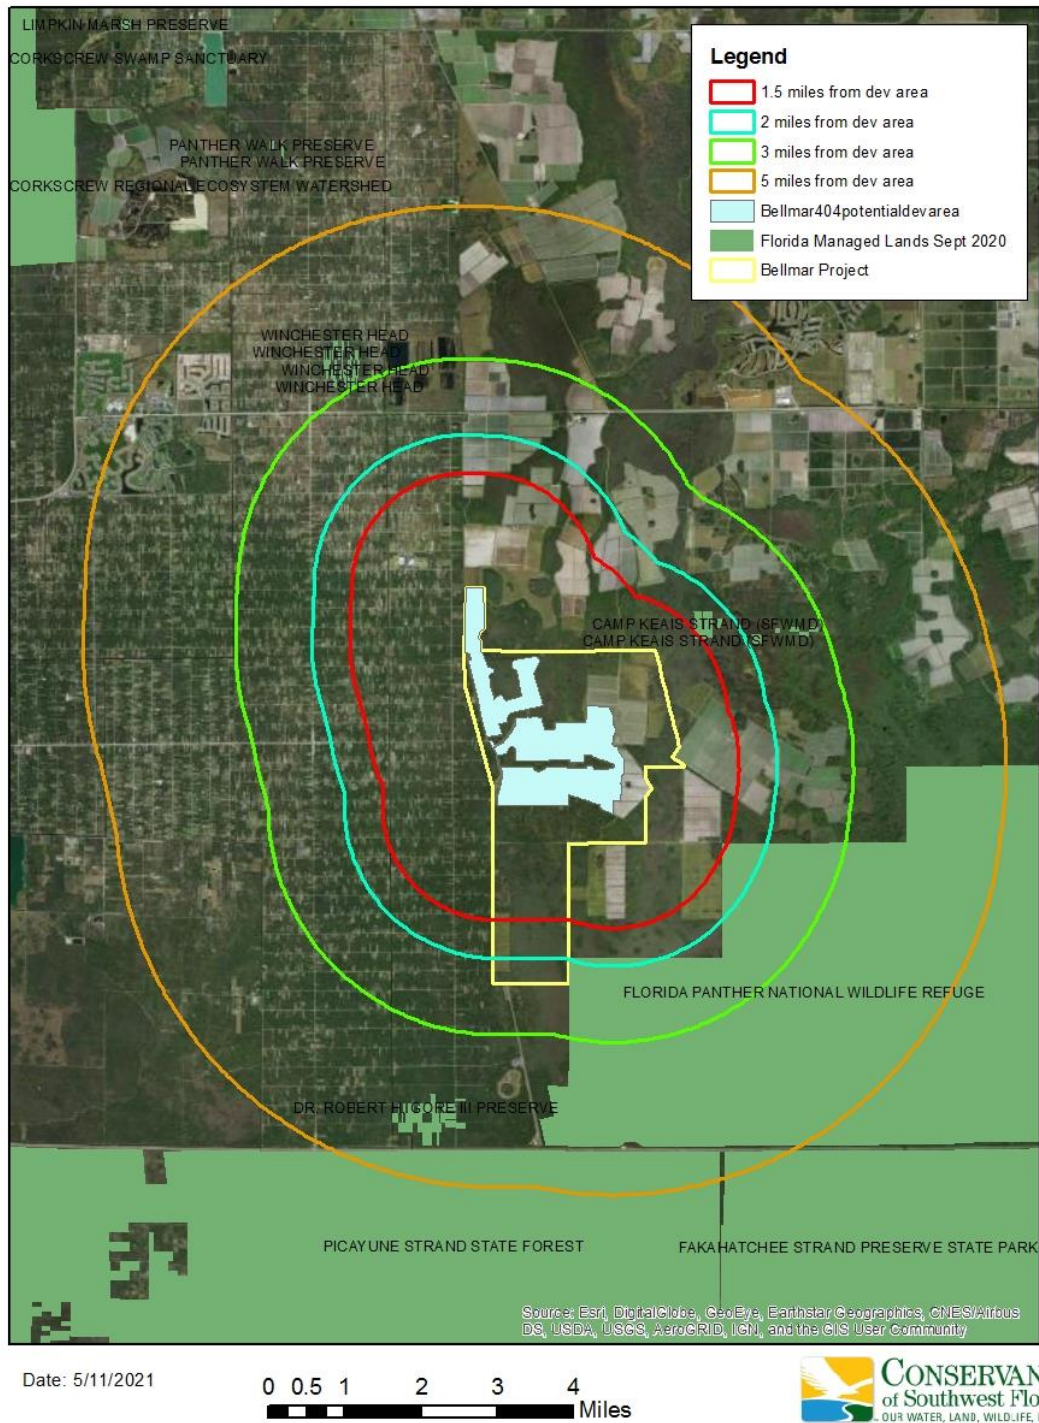 LIMPKIN MARSH PRESERVE
CORKSCREW SWAMP SANCTUARY
PANTHER WALK PRESERVE
PANTHER WALK PRESERVE
CORKSCREW REGIONAL ECOSYSTEM WATERSHED
Legend
1.5 miles from dev area
2 miles from dev area
3 miles from dev area
5 miles from dev area
Bellmar404potentialdevarea
Florida Managed Lands Sept 2020
Bellmar Project
WINCHESTER HEAD
WINCHESTER HEAD
WINCHESTER HEAD
WINCHESTER HEAD
CAMP KEAIS STRAND (SFWMD)
CAMP KEAIS STRAND (SFWMD)
FLORIDA PANTHER NATIONAL WILDLIFE REFUGE
DR. ROBERT H. GORE III PRESERVE
PICAYUNE STRAND STATE FOREST
FAKAHATCHEE STRAND PRESERVE STATE PARK
Source: Esri, DigitalGlobe, GeoEye, Earthstar Geographics, CNES/Airbus
DS, USDA, USGS, AeroGRID, IGN, and the GIS User Community
Date: 5/11/2021
0 0.5 1 2 3 4
Miles
CONSERVAN
of Southwest Flo
OUR WATER, LAND, WILDLIFE,